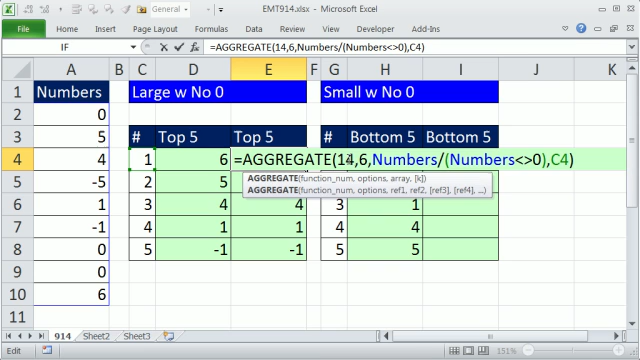 EMT914.xlsx - Microsoft Excel
General
File Home Insert Page Layout Formulas Data Review View Developer Add-Ins
IF fx =AGGREGATE(14,6,Numbers/(Numbers<>0),C4)
A B C D E F G H I J K
1 Numbers Large w No 0 Small w No 0
2 0
3 5 # Top 5 Top 5 # Bottom 5 Bottom 5
4 4 1 6 =AGGREGATE(14,6,Numbers/(Numbers<>0),C4)
AGGREGATE(function_num, options, array, [k])
5 -5 2 5
AGGREGATE(function_num, options, ref1, ref2, [ref3], [ref4], ...)
6 1 3 4 4 3 1
7 -1 4 1 1 4 4
8 0 5 -1 -1 5 5
9 0
10 6
914 Sheet2 Sheet3
Edit 151%